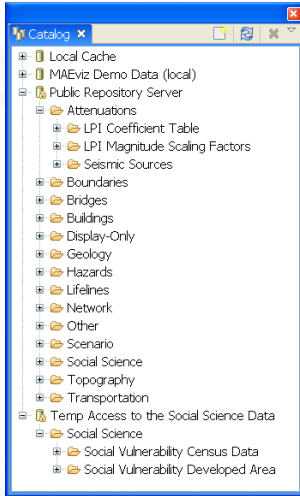 Catalog
Local Cache
MAEviz Demo Data (local)
Public Repository Server
Attenuations
LPI Coefficient Table
LPI Magnitude Scaling Factors
Seismic Sources
Boundaries
Bridges
Buildings
Display-Only
Geology
Hazards
Lifelines
Network
Other
Scenario
Social Science
Topography
Transportation
Temp Access to the Social Science Data
Social Science
Social Vulnerability Census Data
Social Vulnerability Developed Area